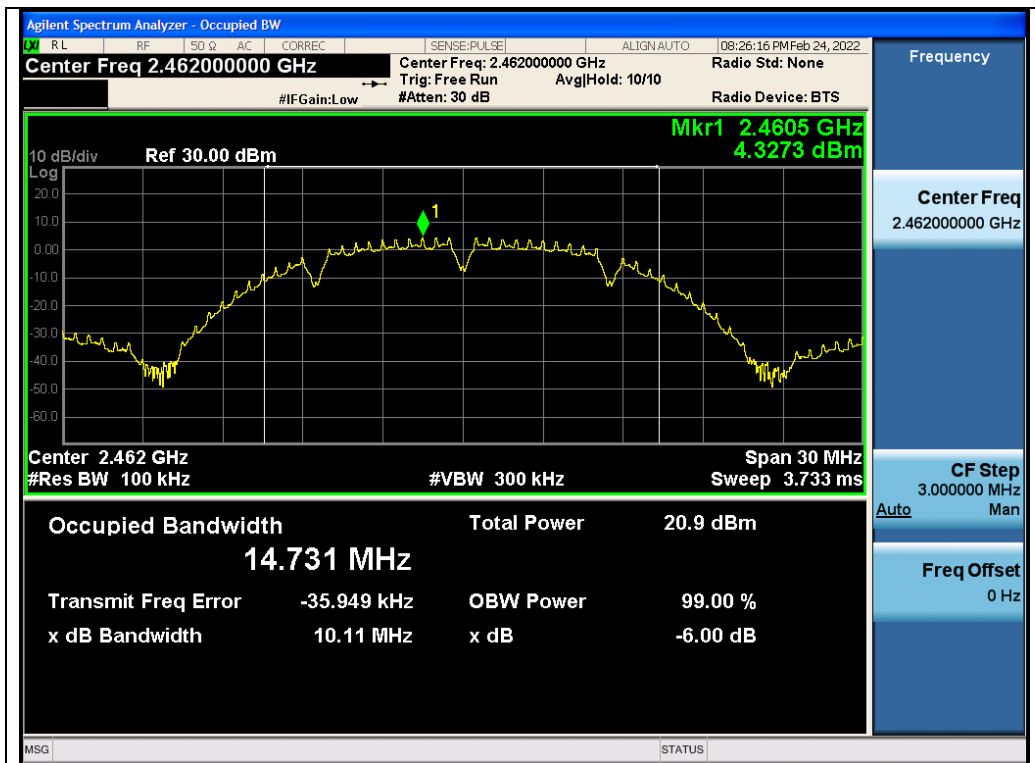 Agilent Spectrum Analyzer - Occupied BW
LXI RL RF 50 Ω AC CORREC SENSE:PULSE ALIGN AUTO 08:26:16 PM Feb 24, 2022
Center Freq 2.462000000 GHz Center Freq: 2.462000000 GHz Radio Std: None
Trig: Free Run Avg|Hold: 10/10
#IFGain:Low #Atten: 30 dB Radio Device: BTS
Mkr1 2.4605 GHz
4.3273 dBm
10 dB/div Ref 30.00 dBm
Log
20.0
10.0
0.00
-10.0
-20.0
-30.0
-40.0
-50.0
-60.0
1
Center 2.462 GHz Span 30 MHz
#Res BW 100 kHz #VBW 300 kHz Sweep 3.733 ms
Occupied Bandwidth Total Power 20.9 dBm
14.731 MHz
Transmit Freq Error -35.949 kHz OBW Power 99.00 %
x dB Bandwidth 10.11 MHz x dB -6.00 dB
Frequency
Center Freq
2.462000000 GHz
CF Step
3.000000 MHz
Auto Man
Freq Offset
0 Hz
MSG STATUS